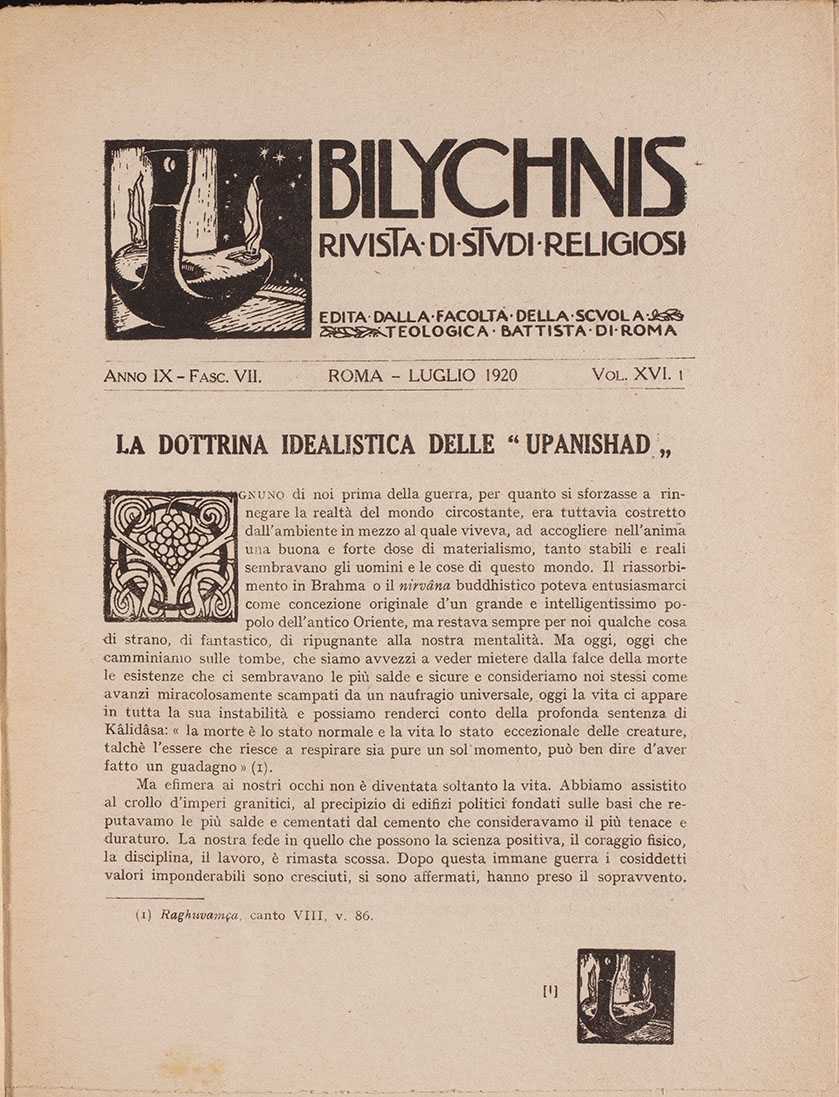 BILYCHNIS
RIVISTA·DI·STVDI·RELIGIOSI
EDITA·DALLA·FACOLTÀ·DELLA·SCVOLA·
TEOLOGICA·BATTISTA·DI·ROMA
ANNO IX – FASC. VII. ROMA – LUGLIO 1920 VOL. XVI. 1
LA DOTTRINA IDEALISTICA DELLE “ UPANISHAD „
OGNUNO di noi prima della guerra, per quanto si sforzasse a rin-
negare la realtà del mondo circostante, era tuttavia costretto
dall'ambiente in mezzo al quale viveva, ad accogliere nell'anima
una buona e forte dose di materialismo, tanto stabili e reali
sembravano gli uomini e le cose di questo mondo. Il riassorbi-
mento in Brahma o il nirvâna buddhistico poteva entusiasmarci
come concezione originale d'un grande e intelligentissimo po-
polo dell'antico Oriente, ma restava sempre per noi qualche cosa
di strano, di fantastico, di ripugnante alla nostra mentalità. Ma oggi, oggi che
camminiamo sulle tombe, che siamo avvezzi a veder mietere dalla falce della morte
le esistenze che ci sembravano le più salde e sicure e consideriamo noi stessi come
avanzi miracolosamente scampati da un naufragio universale, oggi la vita ci appare
in tutta la sua instabilità e possiamo renderci conto della profonda sentenza di
Kâlidâsa: « la morte è lo stato normale e la vita lo stato eccezionale delle creature,
talchè l'essere che riesce a respirare sia pure un sol momento, può ben dire d'aver
fatto un guadagno » (1).
Ma efimera ai nostri occhi non è diventata soltanto la vita. Abbiamo assistito
al crollo d'imperi granitici, al precipizio di edifizi politici fondati sulle basi che re-
putavamo le più salde e cementati dal cemento che consideravamo il più tenace e
duraturo. La nostra fede in quello che possono la scienza positiva, il coraggio fisico,
la disciplina, il lavoro, è rimasta scossa. Dopo questa immane guerra i cosiddetti
valori imponderabili sono cresciuti, si sono affermati, hanno preso il sopravvento.
(1) Raghuvamça, canto VIII, v. 86.
[1]